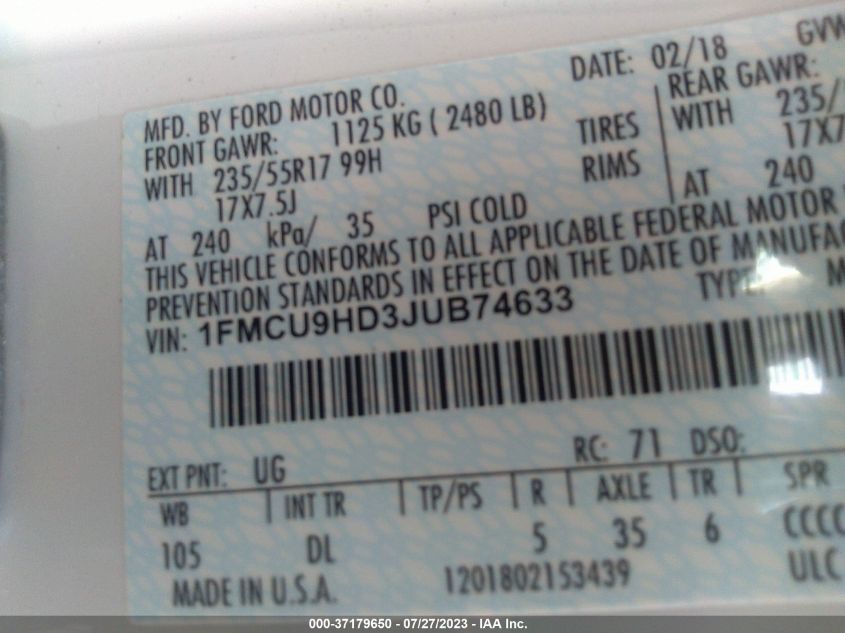 DATE: 02/18 GVW
MFD. BY FORD MOTOR CO.
FRONT GAWR: 1125 KG ( 2480 LB) REAR GAWR:
WITH 235/55R17 99H TIRES WITH 235/
17X7.5J RIMS 17X7
AT 240 kPa/ 35 PSI COLD AT 240
THIS VEHICLE CONFORMS TO ALL APPLICABLE FEDERAL MOTOR
PREVENTION STANDARDS IN EFFECT ON THE DATE OF MANUFAC
VIN: 1FMCU9HD3JUB74633 TYPE: M
EXT PNT: UG RC: 71 DSO:
WB INT TR TP/PS R AXLE TR SPR
105 DL 5 35 6 CCCC
MADE IN U.S.A. 1201802153439 ULC
000-37179650 / 07/27/2023 - IAA Inc.